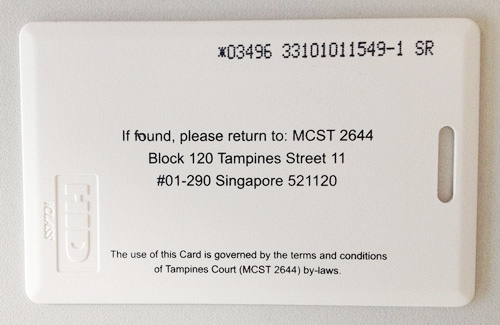 *03496 33101011549-1 SR
If found, please return to: MCST 2644
Block 120 Tampines Street 11
#01-290 Singapore 521120
HID
iCLASS
The use of this Card is governed by the terms and conditions
of Tampines Court (MCST 2644) by-laws.